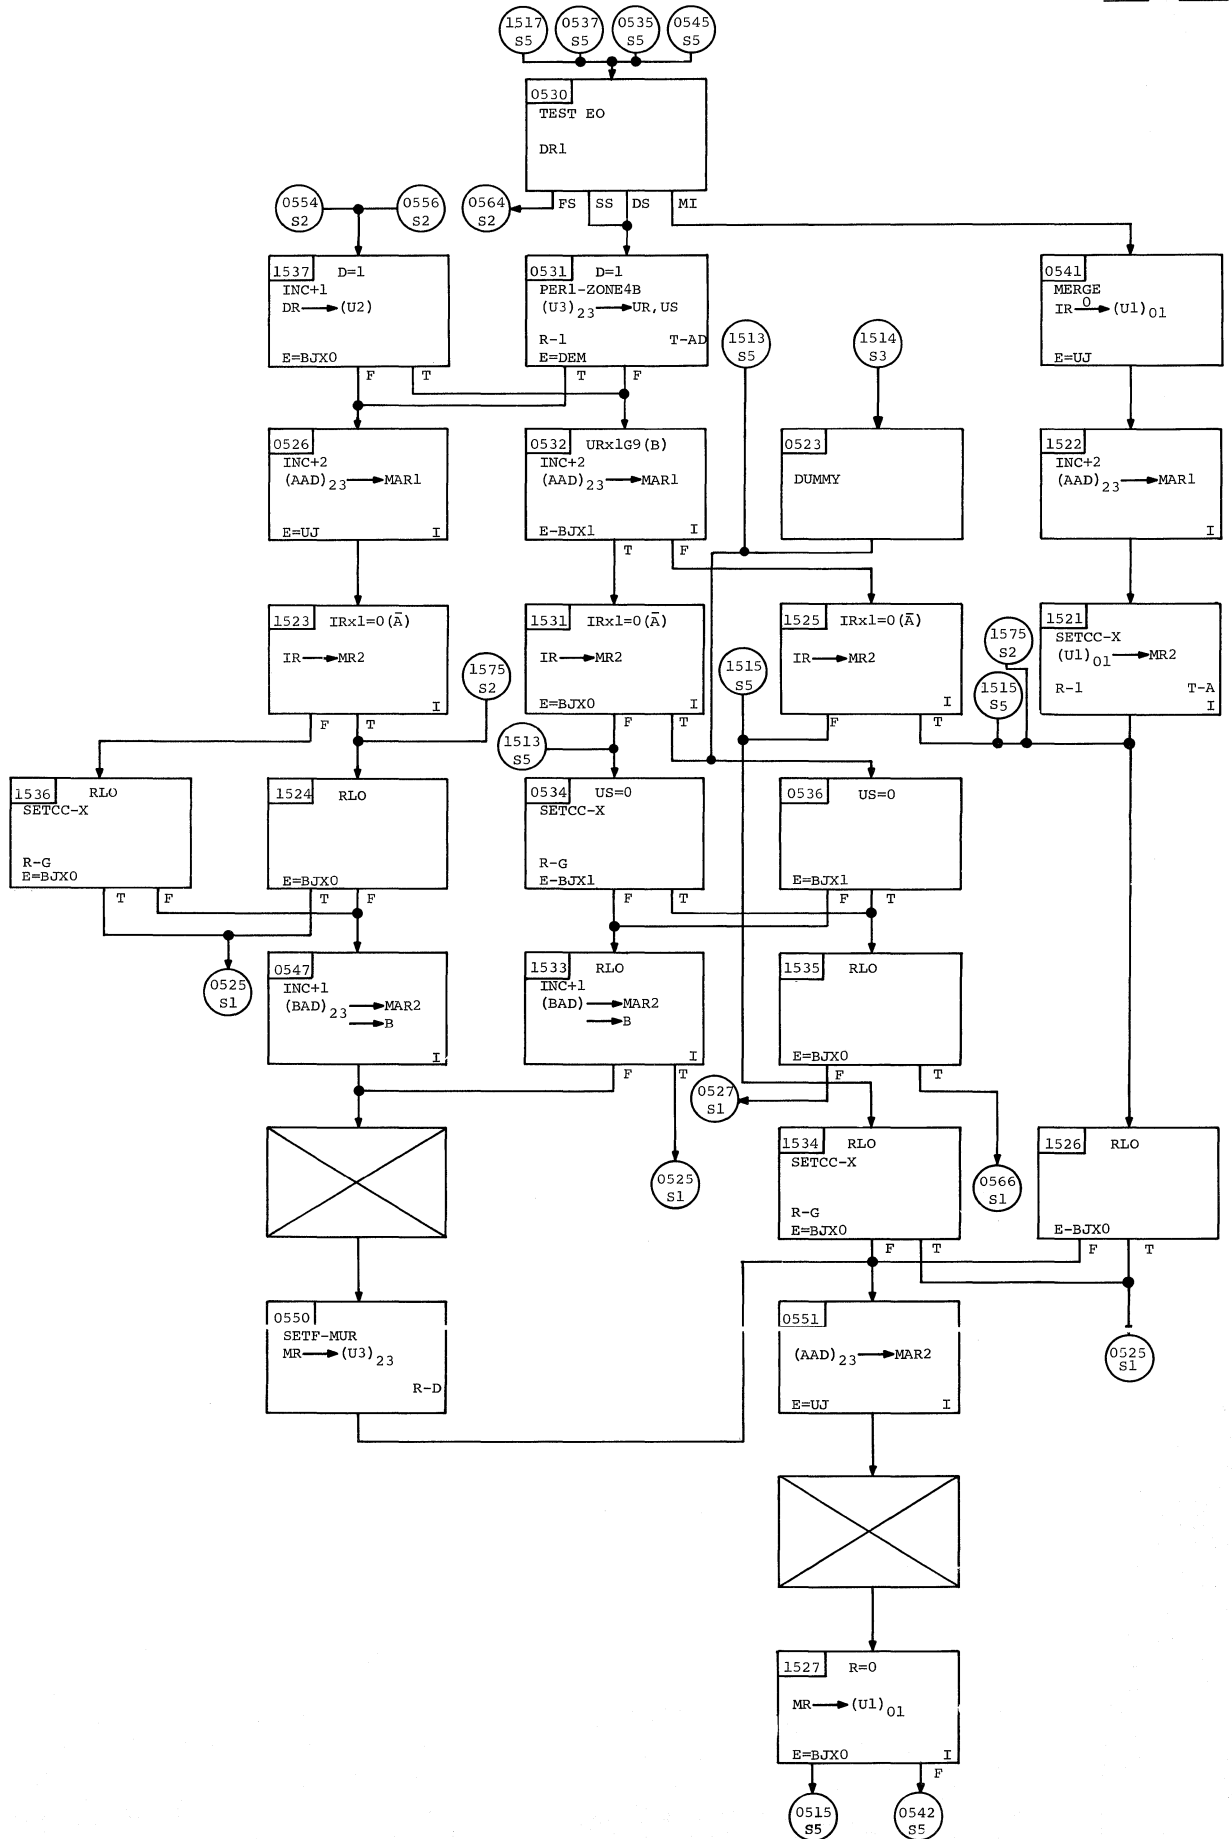 1517 S5
0537 S5
0535 S5
0545 S5
0530
TEST EO
DR1
FS SS DS MI
0554 S2
0556 S2
0564 S2
1537 D=1
INC+1
DR (U2)
E=BJX0
F T
0531 D=1
PER1-ZONE4B
(U3)23 UR,US
R-1 T-AD
E=DEM
T F
1513 S5
1514 S3
0541
MERGE
IR 0 (U1)01
E=UJ
0526
INC+2
(AAD)23 MAR1
E=UJ I
0532 URx1G9(B)
INC+2
(AAD)23 MAR1
E-BJX1 I
T F
0523
DUMMY
1522
INC+2
(AAD)23 MAR1
I
1523 IRx1=0(Ā)
IR MR2
I
F T
1575 S2
1531 IRx1=0(Ā)
IR MR2
E=BJX0 I
F T
1513 S5
1515 S5
1525 IRx1=0(Ā)
IR MR2
I
F T
1575 S2
1515 S5
1521
SETCC-X
(U1)01 MR2
R-1 T-A
I
1536 RLO
SETCC-X
R-G
E=BJX0
T F
1524 RLO
E=BJX0
T F
0534 US=0
SETCC-X
R-G
E-BJX1
F T
0536 US=0
E=BJX1
F T
0525 S1
0547
INC+1
(BAD)23 MAR2
B
I
1533 RLO
INC+1
(BAD) MAR2
B
I
F T
1535 RLO
E=BJX0
F T
0527 S1
0525 S1
1534 RLO
SETCC-X
R-G
E=BJX0
F T
0566 S1
1526 RLO
E-BJX0
F T
0550
SETF-MUR
MR (U3)23
R-D
0551
(AAD)23 MAR2
E=UJ I
0525 S1
1527 R=0
MR (U1)01
E=BJX0 I
F
0515 S5
0542 S5